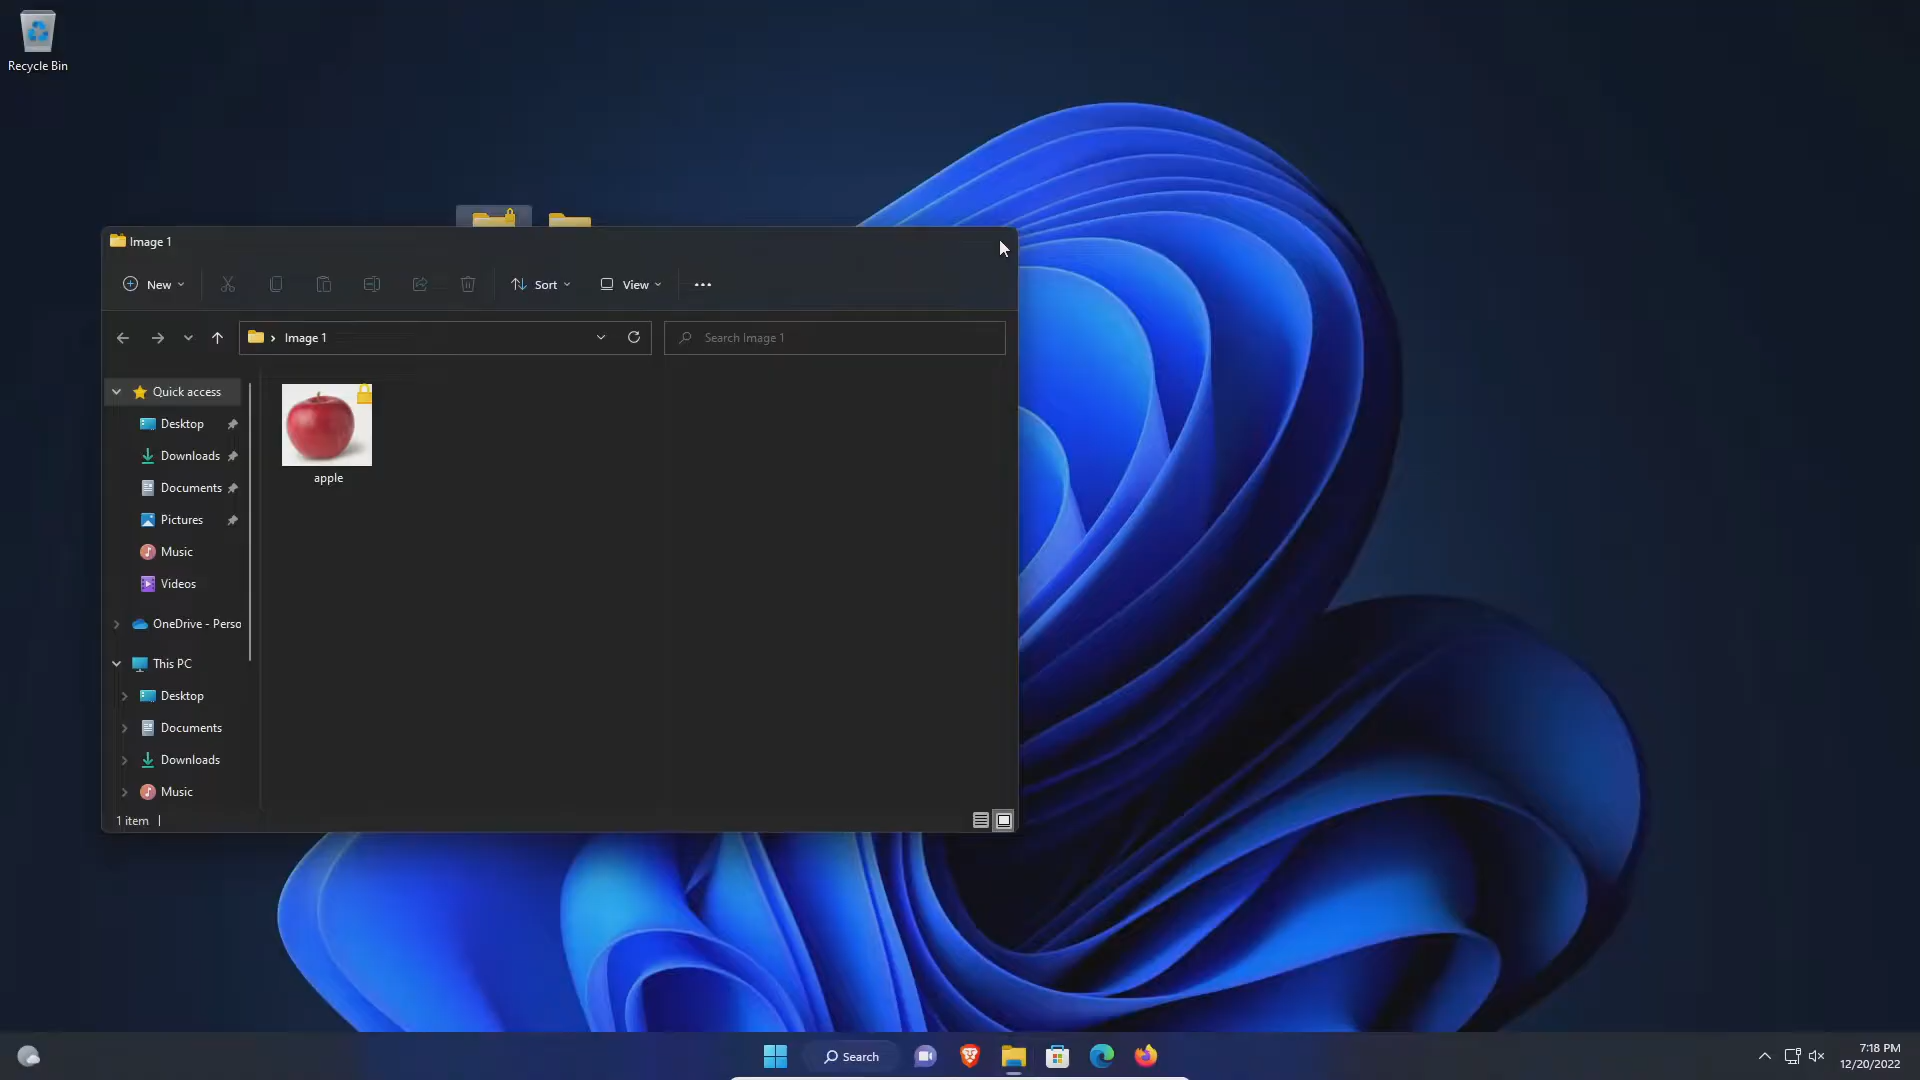 Recycle Bin
Image 1
New
Sort
View
Image 1
Search Image 1
Quick access
Desktop
Downloads
Documents
Pictures
Music
Videos
OneDrive - Perso
This PC
Desktop
Documents
Downloads
Music
apple
1 item
Search
7:18 PM
12/20/2022